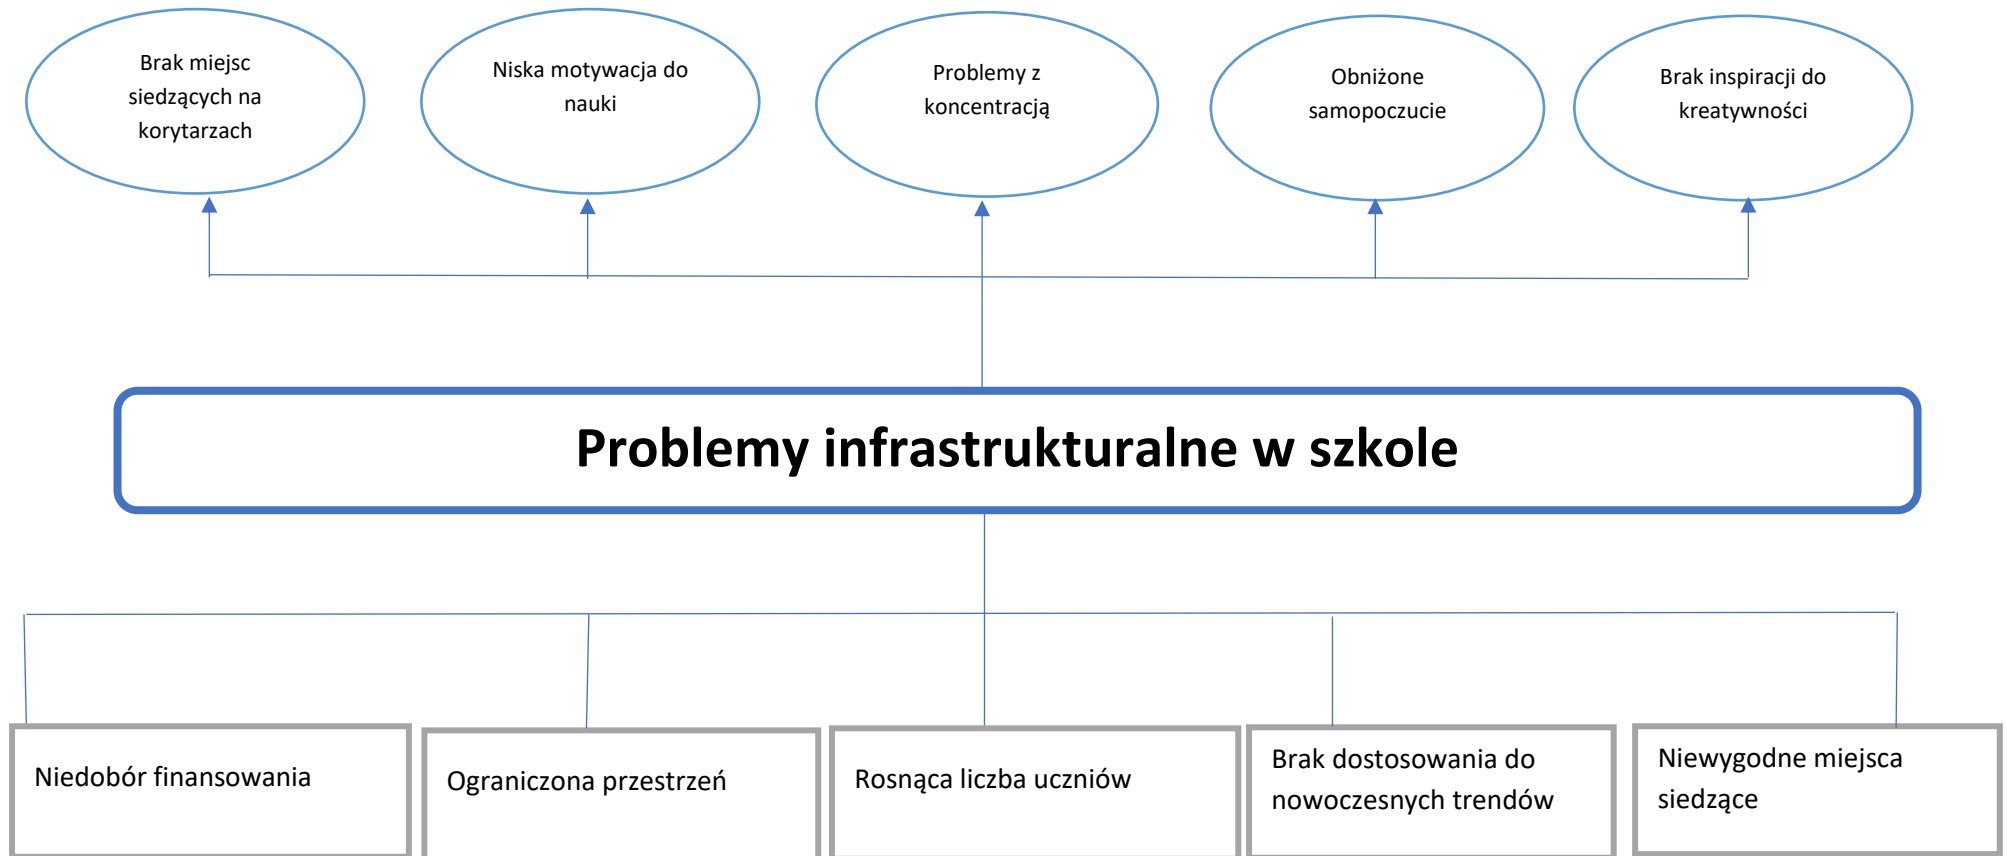 Brak miejsc
siedzących na
korytarzach
Niska motywacja do
nauki
Problemy z
koncentracją
Obniżone
samopoczucie
Brak inspiracji do
kreatywności
Problemy infrastrukturalne w szkole
Niedobór finansowania
Ograniczona przestrzeń
Rosnąca liczba uczniów
Brak dostosowania do
nowoczesnych trendów
Niewygodne miejsca
siedzące